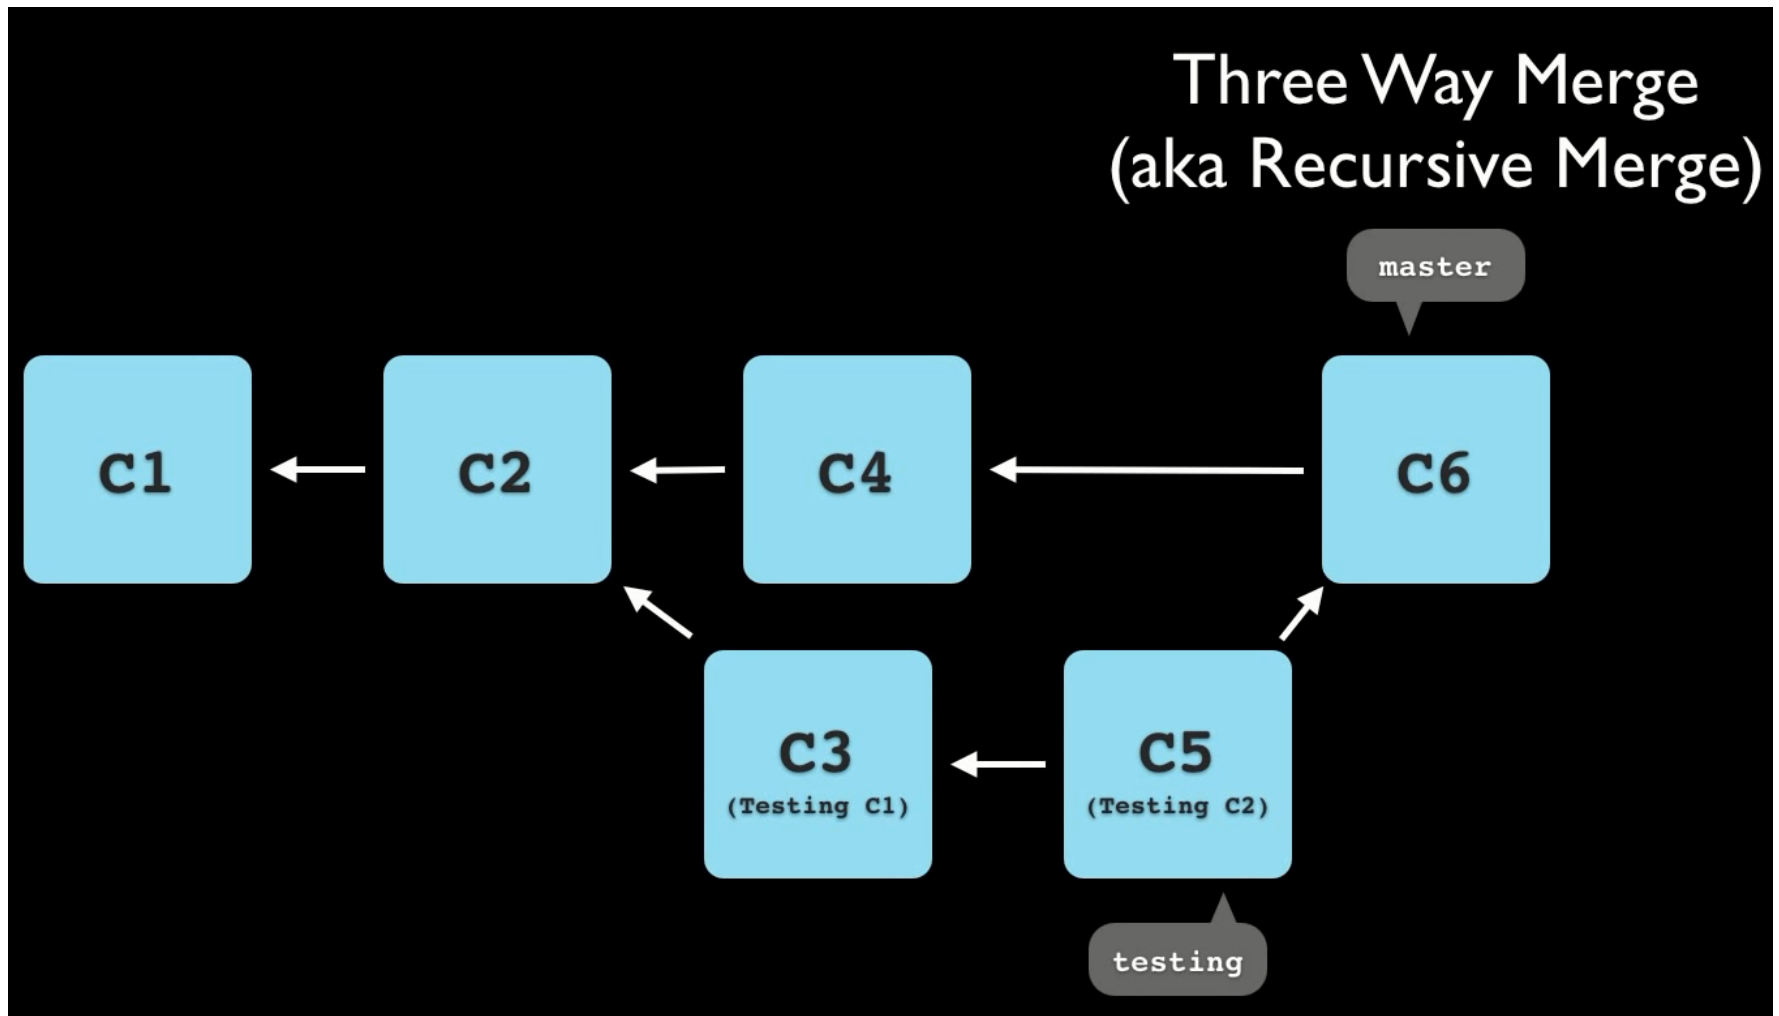 Three Way Merge
(aka Recursive Merge)
master
C1
C2
C4
C6
C3
(Testing C1)
C5
(Testing C2)
testing